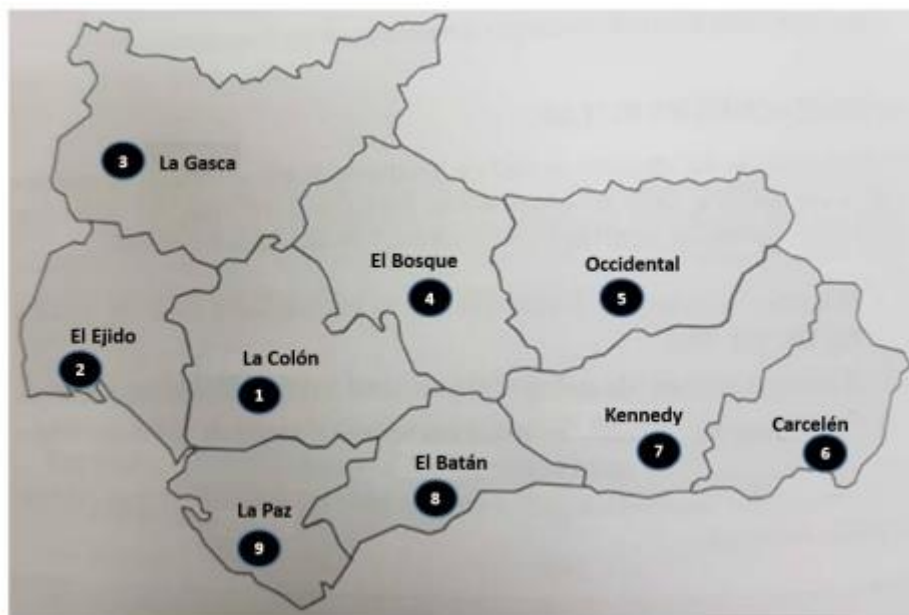 3 La Gasca
El Bosque
4
Occidental
5
El Ejido
2
La Colón
1
Kennedy
7
Carcelén
6
El Batán
8
La Paz
9